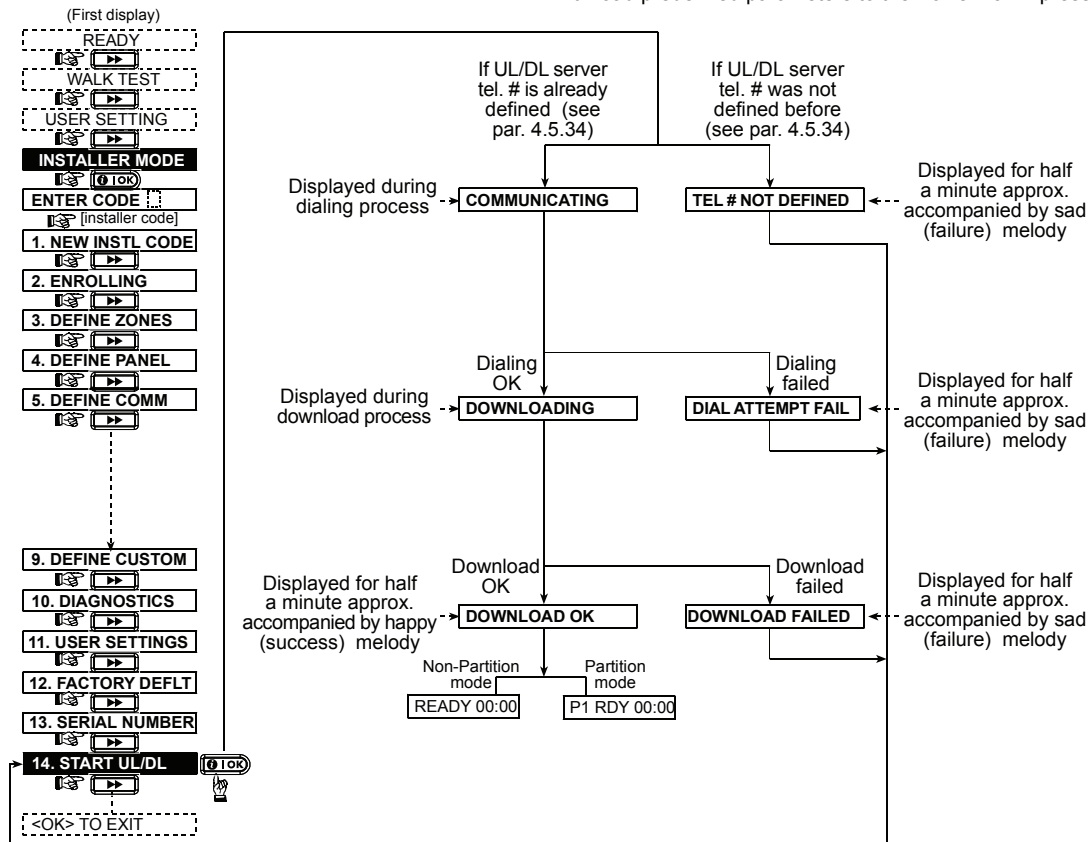 (First display)
READY
WALK TEST
USER SETTING
INSTALLER MODE
i OK
ENTER CODE
[installer code]
1. NEW INSTL CODE
2. ENROLLING
3. DEFINE ZONES
4. DEFINE PANEL
5. DEFINE COMM
9. DEFINE CUSTOM
10. DIAGNOSTICS
11. USER SETTINGS
12. FACTORY DEFLT
13. SERIAL NUMBER
14. START UL/DL
i OK
<OK> TO EXIT
If UL/DL server
tel. # is already
defined (see
par. 4.5.34)
If UL/DL server
tel. # was not
defined before
(see par. 4.5.34)
Displayed during
dialing process
COMMUNICATING
TEL # NOT DEFINED
Displayed for half
a minute approx.
accompanied by sad
(failure) melody
Dialing
OK
Dialing
failed
Displayed during
download process
DOWNLOADING
DIAL ATTEMPT FAIL
Displayed for half
a minute approx.
accompanied by sad
(failure) melody
Download
OK
Download
failed
Displayed for half
a minute approx.
accompanied by happy
(success) melody
DOWNLOAD OK
DOWNLOAD FAILED
Displayed for half
a minute approx.
accompanied by sad
(failure) melody
Non-Partition
mode
Partition
mode
READY 00:00
P1 RDY 00:00